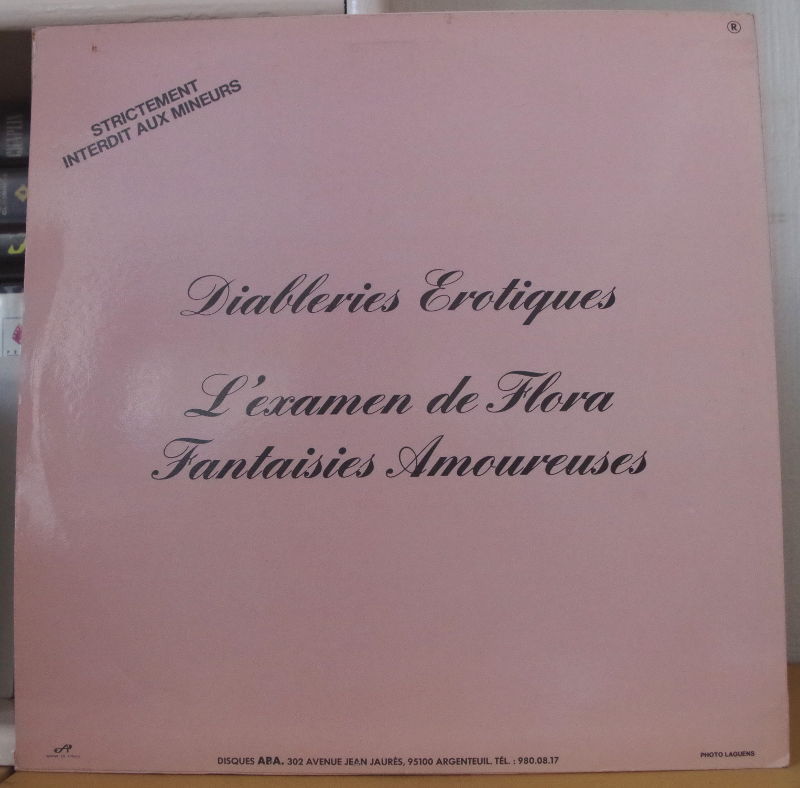 ®
STRICTEMENT
INTERDIT AUX MINEURS
CHAPLIN
Diableries Erotiques
L'examen de Flora
Fantaisies Amoureuses
DISQUES ABA. 302 AVENUE JEAN JAURÈS, 95100 ARGENTEUIL. TÉL. : 980.08.17
PHOTO LAGUENS